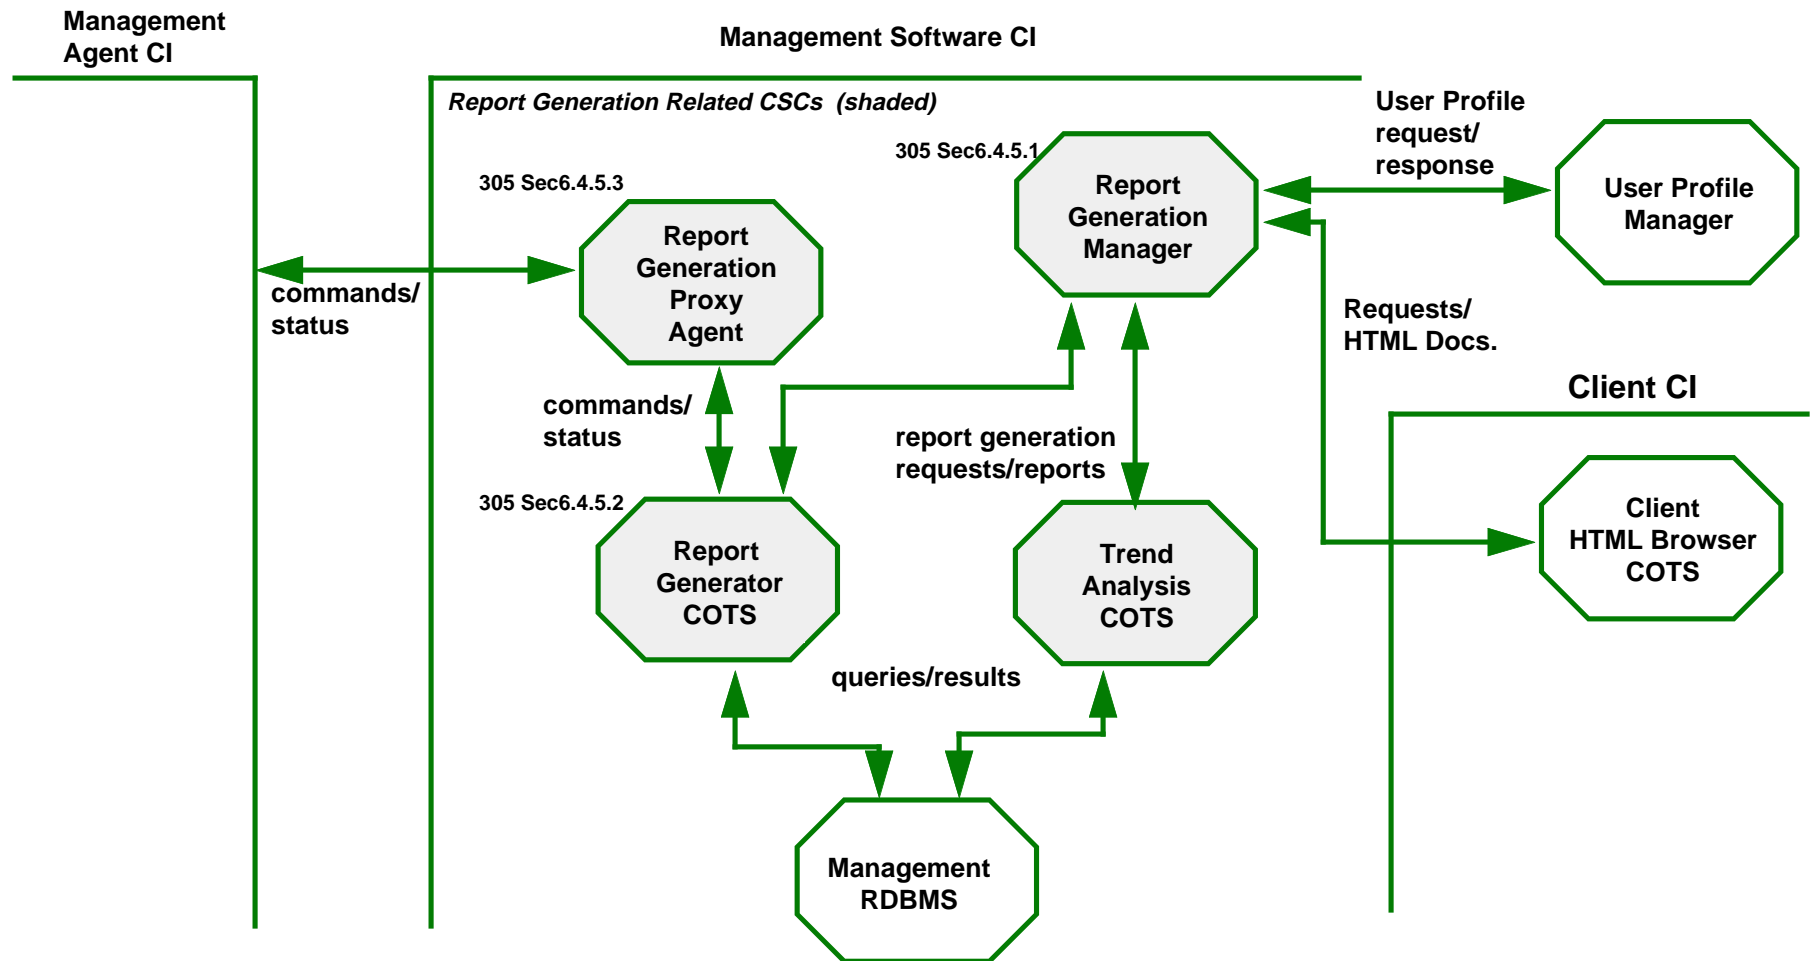 Management
Agent CI
Management Software CI
Report Generation Related CSCs (shaded)
305 Sec6.4.5.1
Report
Generation
Manager
User Profile
request/
response
User Profile
Manager
305 Sec6.4.5.3
Report
Generation
Proxy
Agent
commands/
status
Requests/
HTML Docs.
Client CI
commands/
status
report generation
requests/reports
305 Sec6.4.5.2
Report
Generator
COTS
Trend
Analysis
COTS
Client
HTML Browser
COTS
queries/results
Management
RDBMS